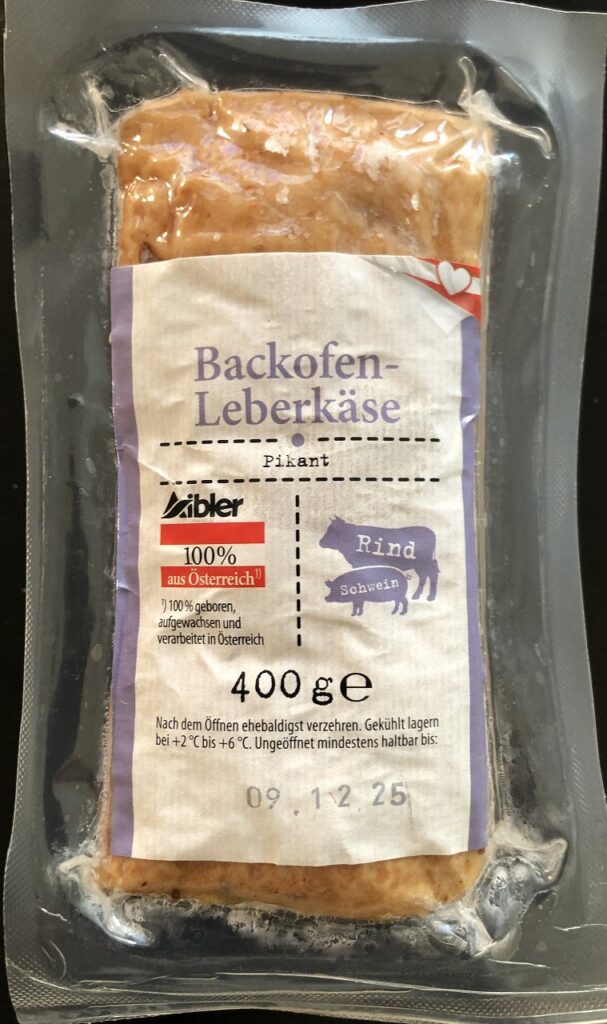 Backofen-
Leberkäse
Pikant
Aibler
100%
aus Österreich¹⁾
¹⁾ 100 % geboren,
aufgewachsen und
verarbeitet in Österreich
Rind
Schwein
400 g e
Nach dem Öffnen ehebaldigst verzehren. Gekühlt lagern
bei +2 °C bis +6 °C. Ungeöffnet mindestens haltbar bis:
09.12 25